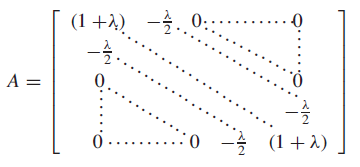 (1 + λ) −λ/2 0 ⋯ 0
−λ/2
A = 0 0
−λ/2
0 ⋯ 0 −λ/2 (1 + λ)